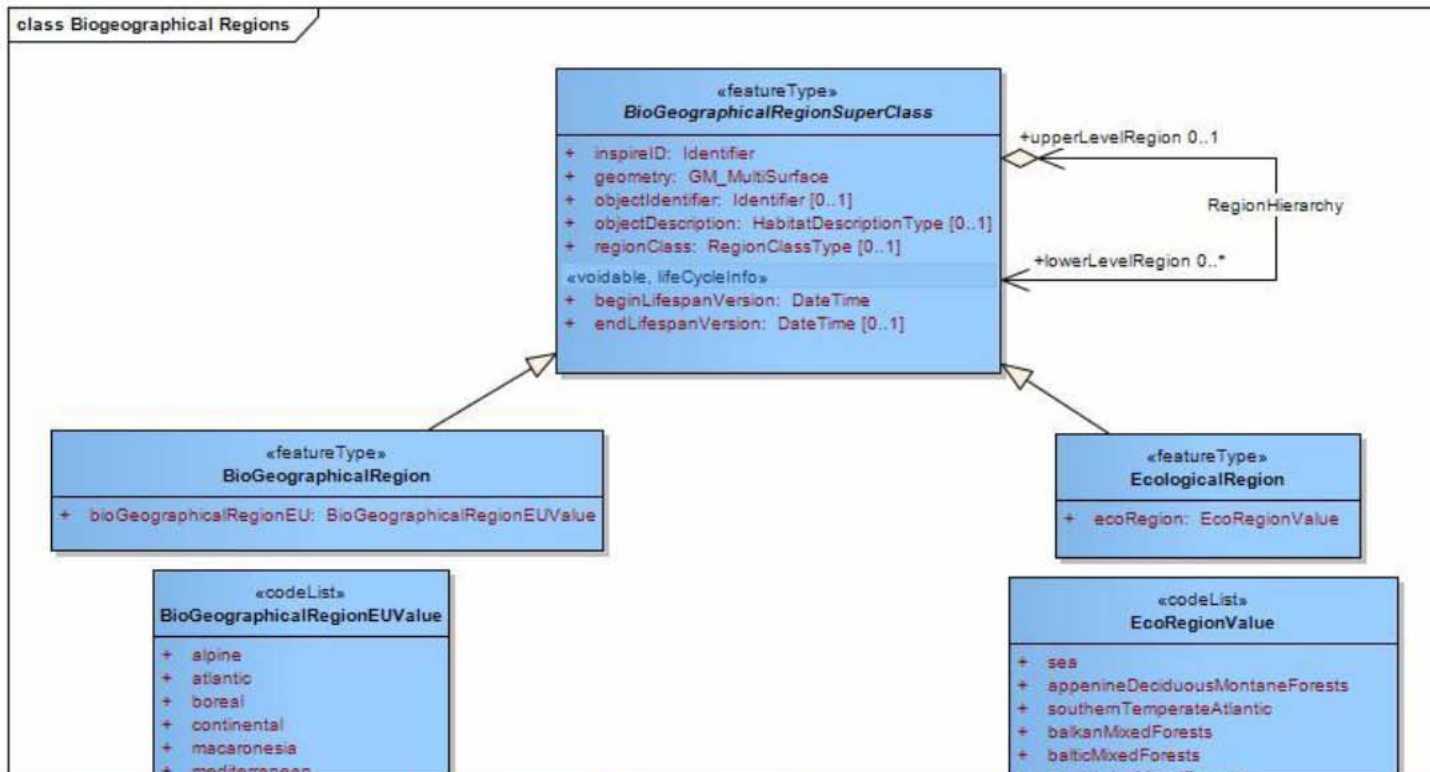 class Biogeographical Regions
«featureType»
BioGeographicalRegionSuperClass
+ inspireID: Identifier
+ geometry: GM_MultiSurface
+ objectIdentifier: Identifier [0..1]
+ objectDescription: HabitatDescriptionType [0..1]
+ regionClass: RegionClassType [0..1]
«voidable, lifeCycleInfo»
+ beginLifespanVersion: DateTime
+ endLifespanVersion: DateTime [0..1]
+upperLevelRegion 0..1
RegionHierarchy
+lowerLevelRegion 0..*
«featureType»
BioGeographicalRegion
+ bioGeographicalRegionEU: BioGeographicalRegionEUValue
«featureType»
EcologicalRegion
+ ecoRegion: EcoRegionValue
«codeList»
BioGeographicalRegionEUValue
+ alpine
+ atlantic
+ boreal
+ continental
+ macaronesia
+ mediterranean
«codeList»
EcoRegionValue
+ sea
+ appenineDeciduousMontaneForests
+ southernTemperateAtlantic
+ balkanMixedForests
+ balticMixedForests